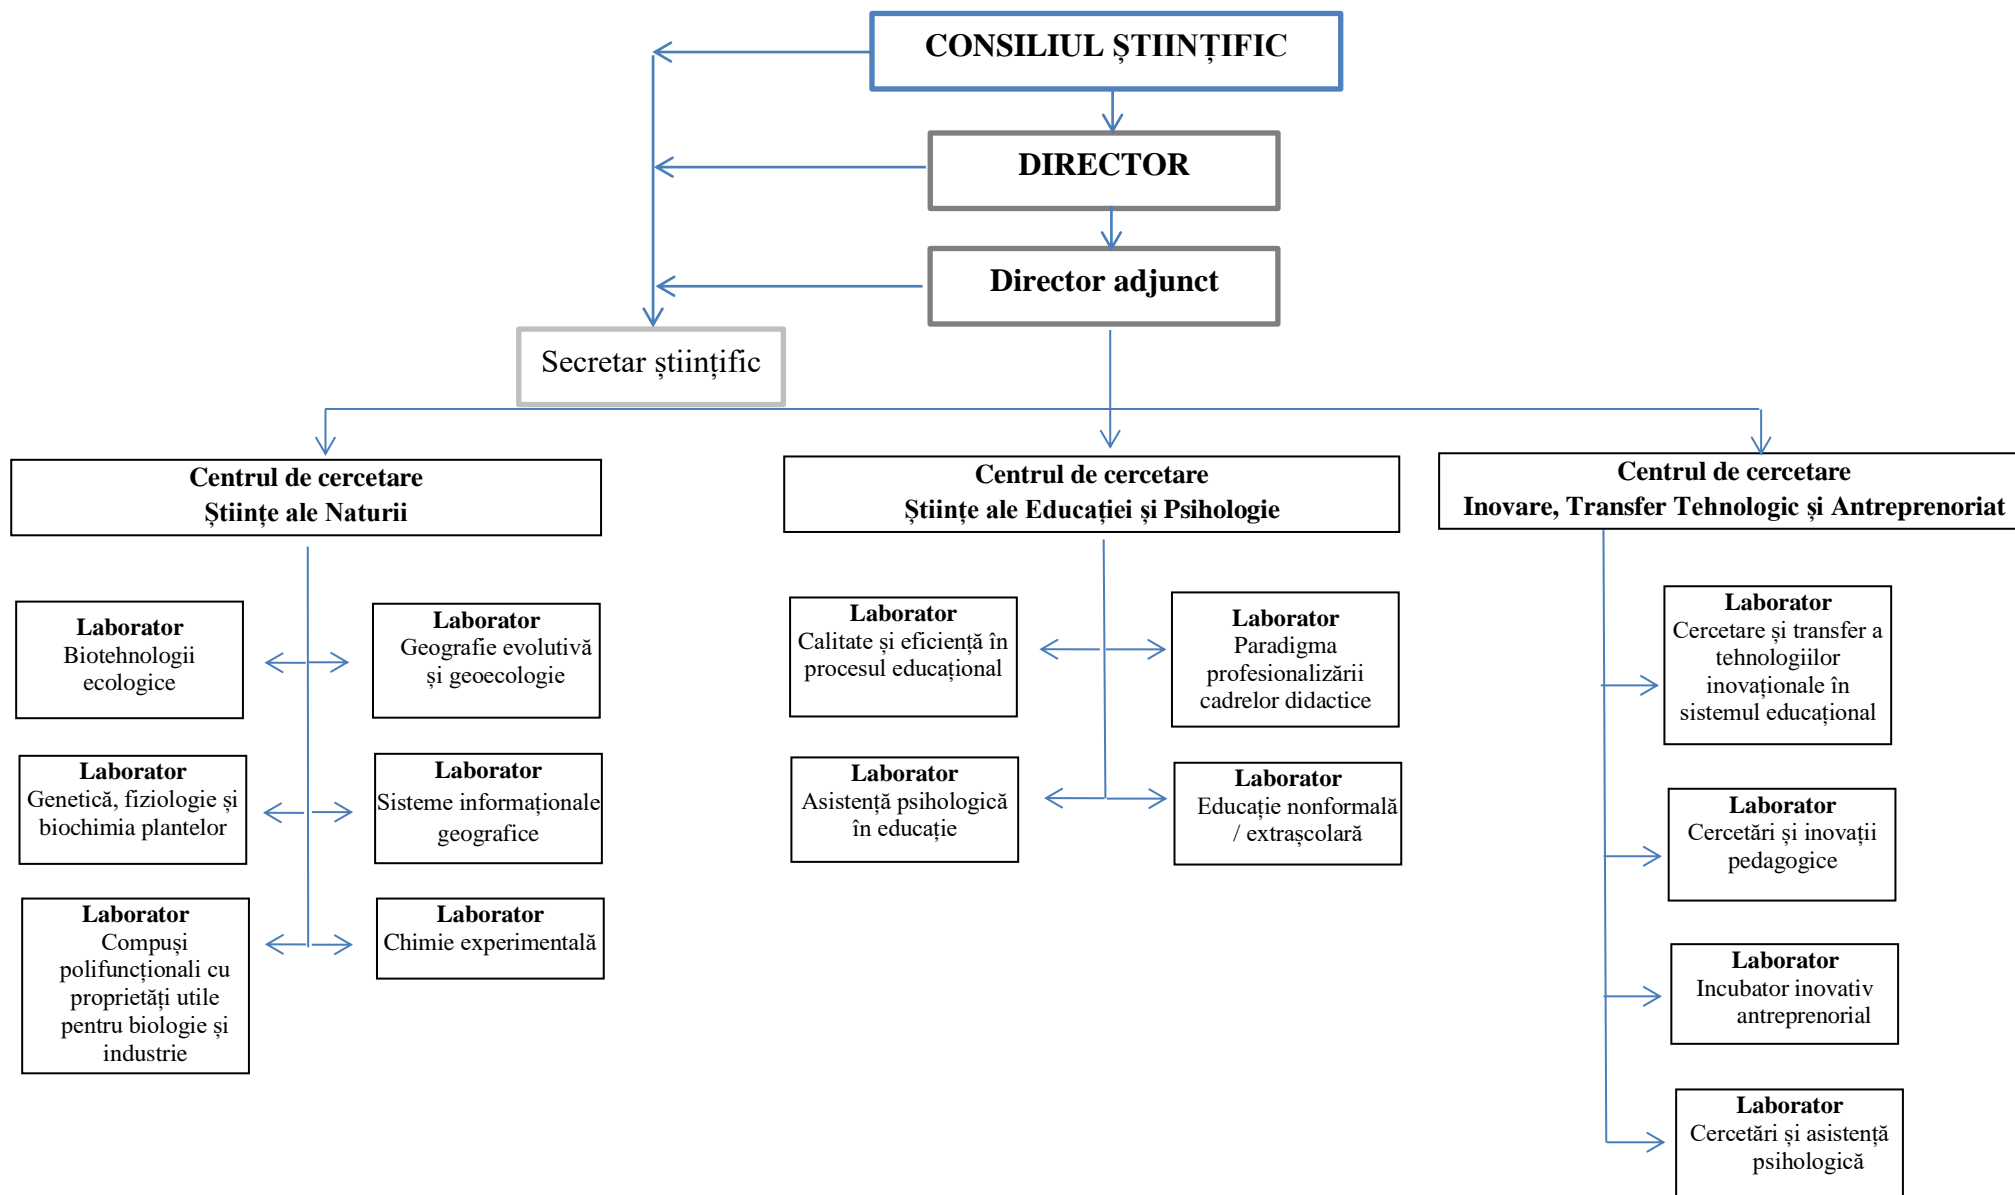 CONSILIUL ȘTIINȚIFIC
DIRECTOR
Director adjunct
Secretar științific
Centrul de cercetare
Științe ale Naturii
Laborator
Biotehnologii
ecologice
Laborator
Geografie evolutivă
și geoecologie
Laborator
Genetică, fiziologie și
biochimia plantelor
Laborator
Sisteme informaționale
geografice
Laborator
Compuși
polifuncționali cu
proprietăți utile
pentru biologie și
industrie
Laborator
Chimie experimentală
Centrul de cercetare
Științe ale Educației și Psihologie
Laborator
Calitate și eficiență în
procesul educațional
Laborator
Paradigma
profesionalizării
cadrelor didactice
Laborator
Asistență psihologică
în educație
Laborator
Educație nonformală
/ extrașcolară
Centrul de cercetare
Inovare, Transfer Tehnologic și Antreprenoriat
Laborator
Cercetare și transfer a
tehnologiilor
inovaționale în
sistemul educațional
Laborator
Cercetări și inovații
pedagogice
Laborator
Incubator inovativ
antreprenorial
Laborator
Cercetări și asistență
psihologică